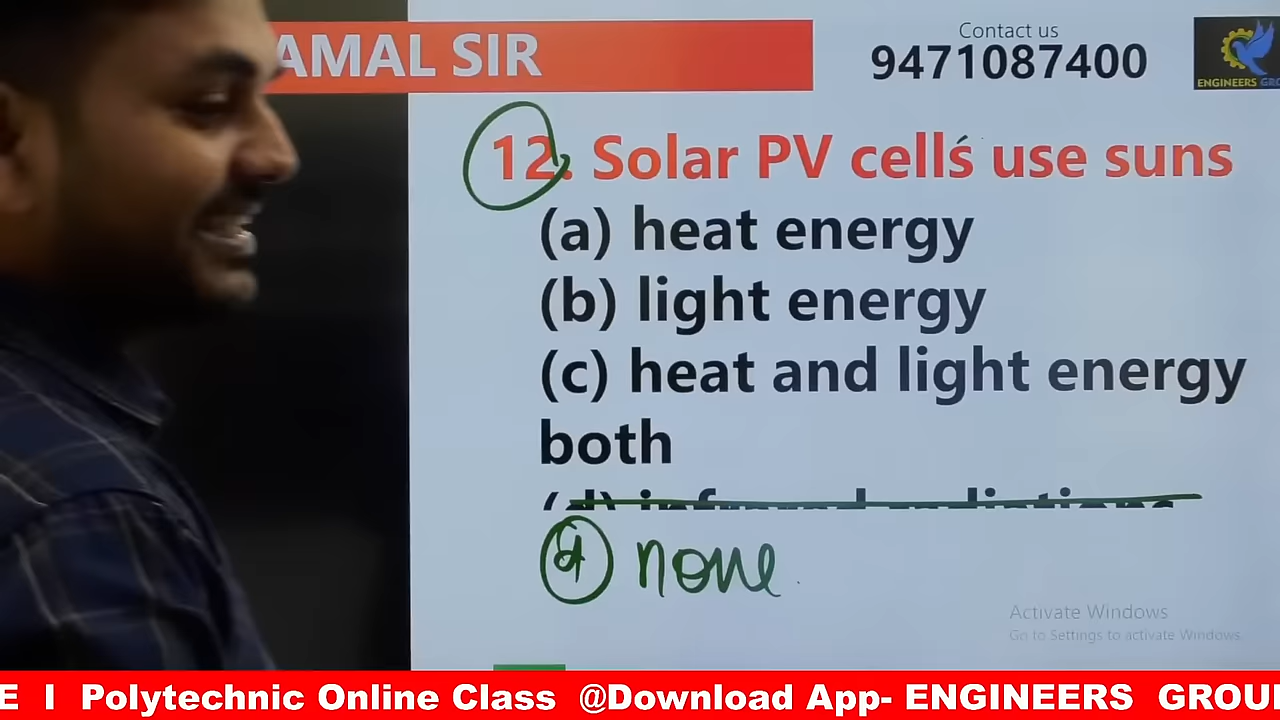 AMAL SIR
Contact us
9471087400
ENGINEERS GRO
12. Solar PV cells use suns
(a) heat energy
(b) light energy
(c) heat and light energy
both
(d) infrared radiations
(d) none
Activate Windows
Go to Settings to activate Windows.
E I Polytechnic Online Class @Download App- ENGINEERS GROU